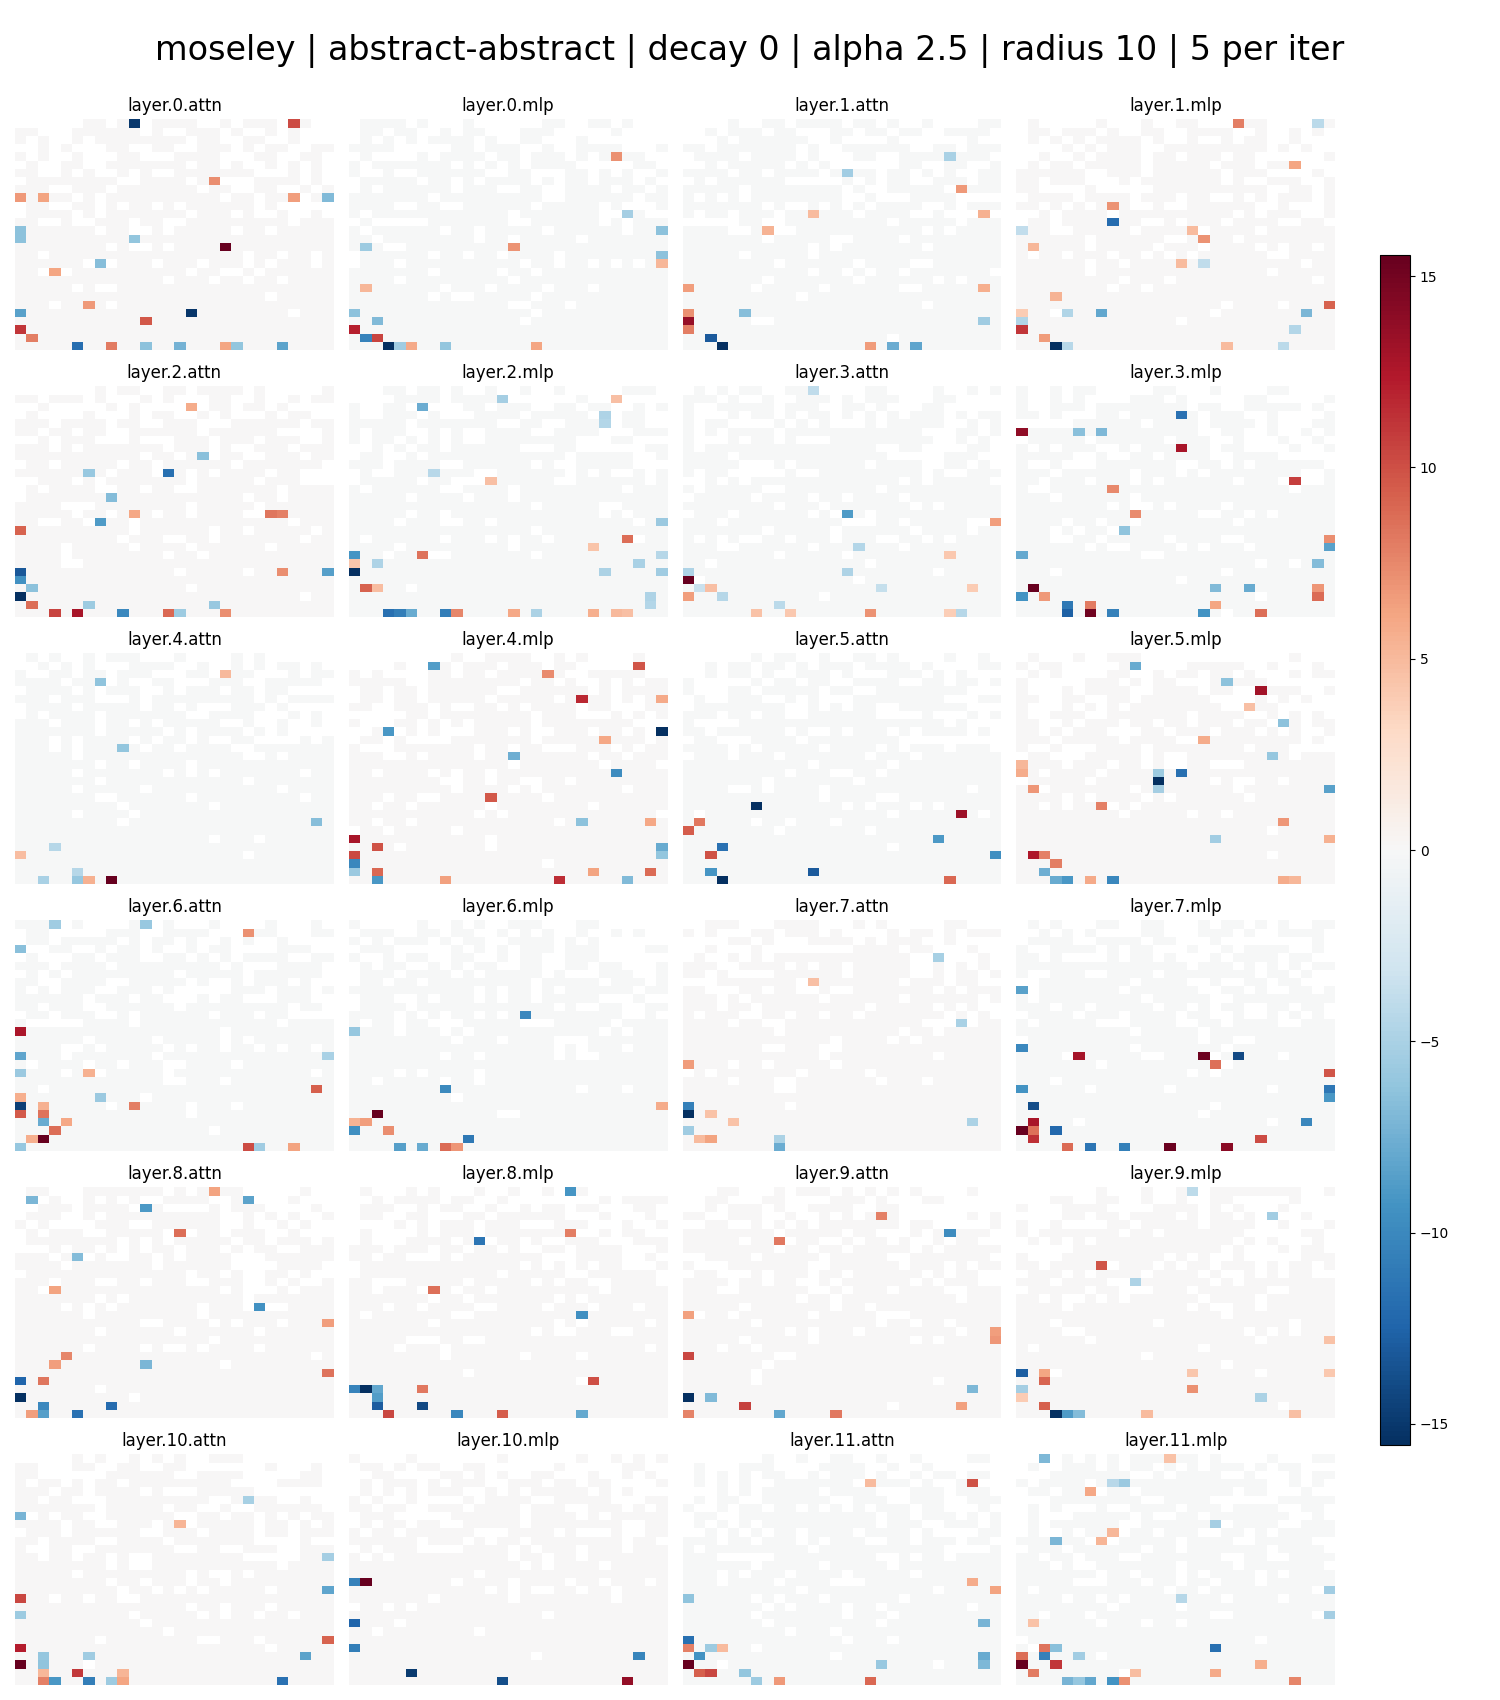 moseley | abstract-abstract | decay 0 | alpha 2.5 | radius 10 | 5 per iter
layer.0.attn layer.0.mlp layer.1.attn layer.1.mlp
layer.2.attn layer.2.mlp layer.3.attn layer.3.mlp
layer.4.attn layer.4.mlp layer.5.attn layer.5.mlp
layer.6.attn layer.6.mlp layer.7.attn layer.7.mlp
layer.8.attn layer.8.mlp layer.9.attn layer.9.mlp
layer.10.attn layer.10.mlp layer.11.attn layer.11.mlp
15
10
5
0
−5
−10
−15